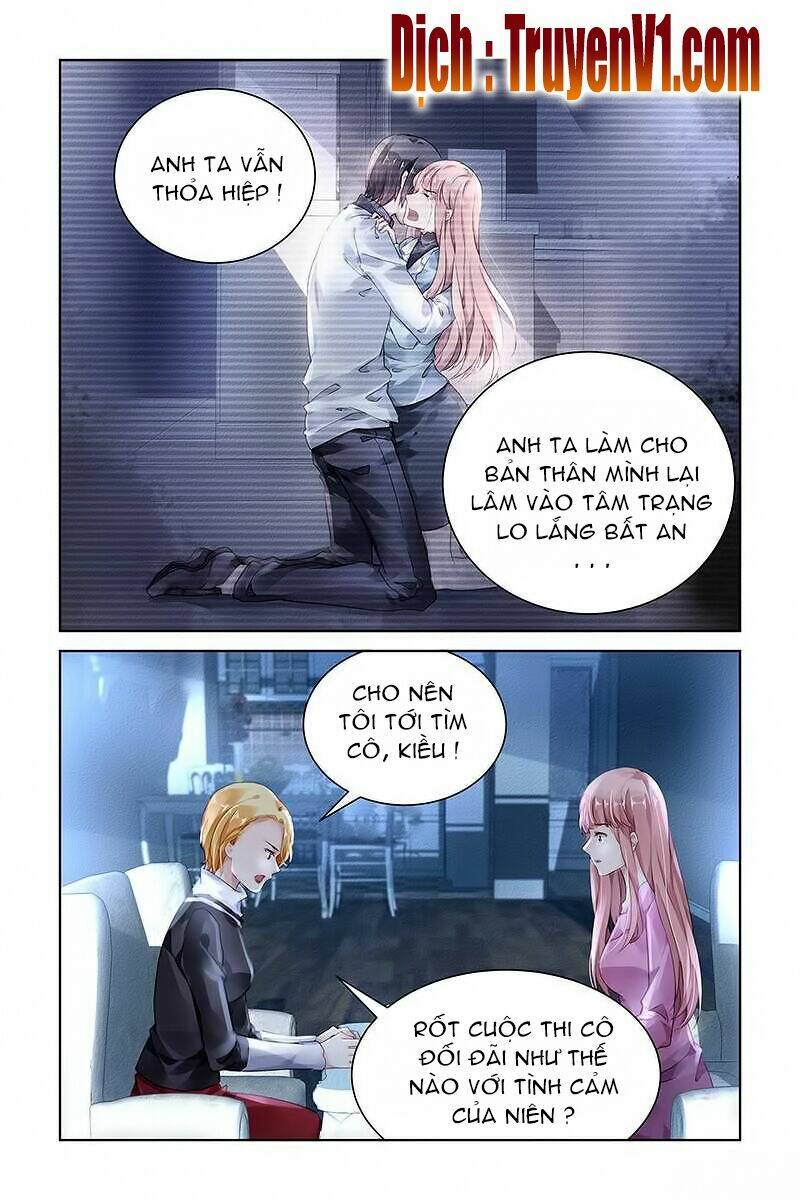 Dịch : TruyenV1.com
ANH TA VẪN
THỎA HIỆP !
ANH TA LÀM CHO
BẢN THÂN MÌNH LẠI
LÂM VÀO TÂM TRẠNG
LO LẮNG BẤT AN
. . .
CHO NÊN
TÔI TỚI TÌM
CÔ, KIỀU !
RỐT CUỘC THI CÔ
ĐỐI ĐÃI NHƯ THẾ
NÀO VỚI TÌNH CẢM
CỦA NIÊN ?